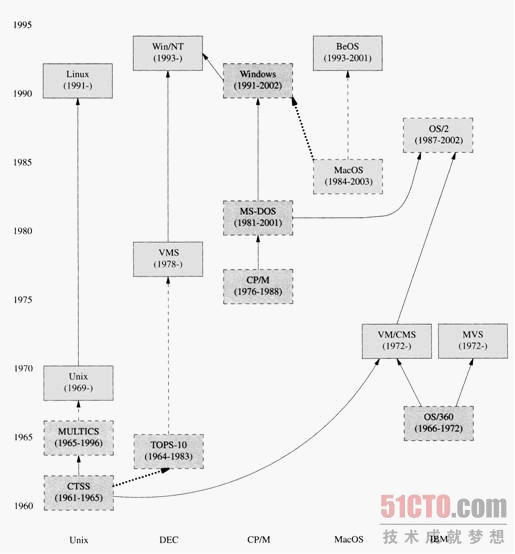 1995
Win/NT
(1993-)
BeOS
(1993-2001)
Linux
(1991-)
Windows
(1991-2002)
1990
OS/2
(1987-2002)
1985
MacOS
(1984-2003)
MS-DOS
(1981-2001)
1980
VMS
(1978-)
CP/M
(1976-1988)
1975
VM/CMS
(1972-)
MVS
(1972-)
1970
Unix
(1969-)
OS/360
(1966-1972)
1965
MULTICS
(1965-1996)
TOPS-10
(1964-1983)
CTSS
(1961-1965)
1960
51CTO.com
技术成就梦想
Unix
DEC
CP/M
MacOS
IBM